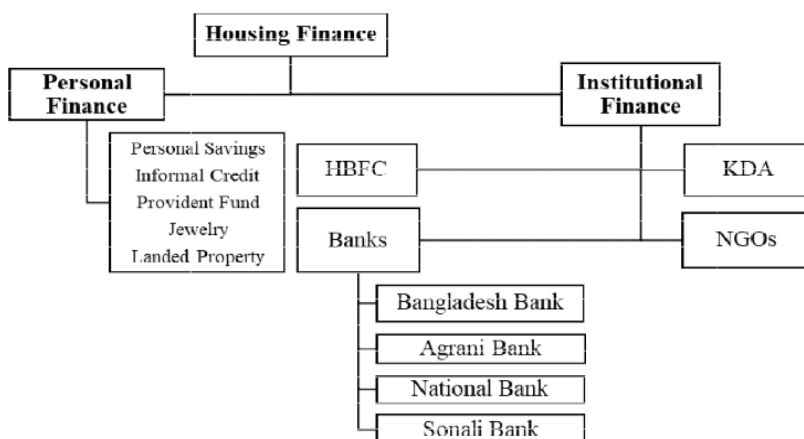 Housing Finance
Personal
Finance
Institutional
Finance
Personal Savings
Informal Credit
Provident Fund
Jewelry
Landed Property
HBFC
KDA
Banks
NGOs
Bangladesh Bank
Agrani Bank
National Bank
Sonali Bank